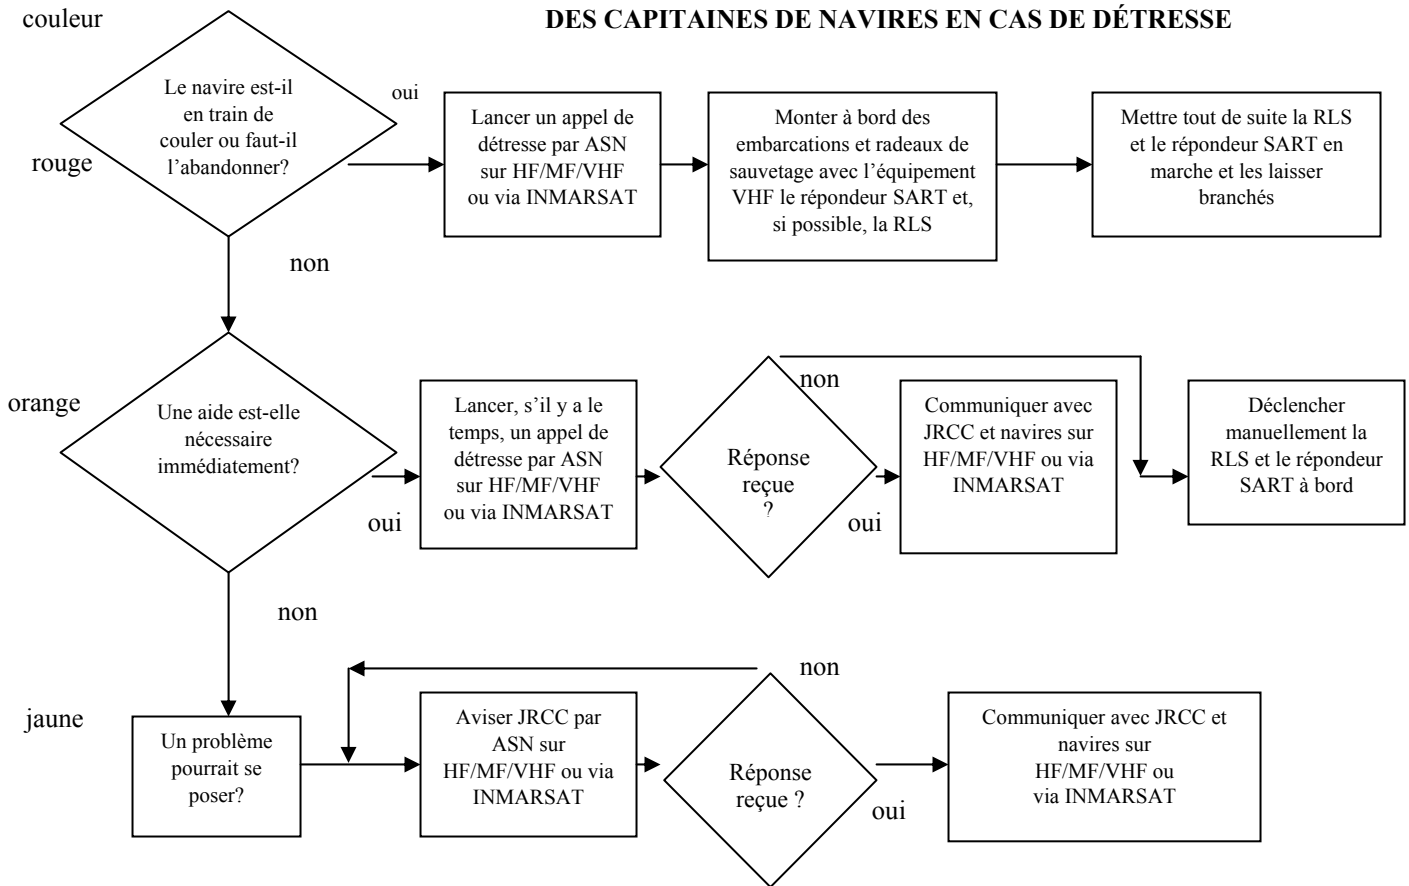 couleur
DES CAPITAINES DE NAVIRES EN CAS DE DÉTRESSE
Le navire est-il
en train de
couler ou faut-il
l'abandonner?
oui
rouge
Lancer un appel de
détresse par ASN
sur HF/MF/VHF
ou via INMARSAT
Monter à bord des
embarcations et radeaux de
sauvetage avec l'équipement
VHF le répondeur SART et,
si possible, la RLS
Mettre tout de suite la RLS
et le répondeur SART en
marche et les laisser
branchés
non
orange
Une aide est-elle
nécessaire
immédiatement?
oui
Lancer, s'il y a le
temps, un appel de
détresse par ASN
sur HF/MF/VHF
ou via INMARSAT
Réponse
reçue
?
non
oui
Communiquer avec
JRCC et navires sur
HF/MF/VHF ou via
INMARSAT
Déclencher
manuellement la
RLS et le répondeur
SART à bord
non
jaune
Un problème
pourrait se
poser?
Aviser JRCC par
ASN sur
HF/MF/VHF ou via
INMARSAT
Réponse
reçue ?
non
oui
Communiquer avec JRCC et
navires sur
HF/MF/VHF ou
via INMARSAT